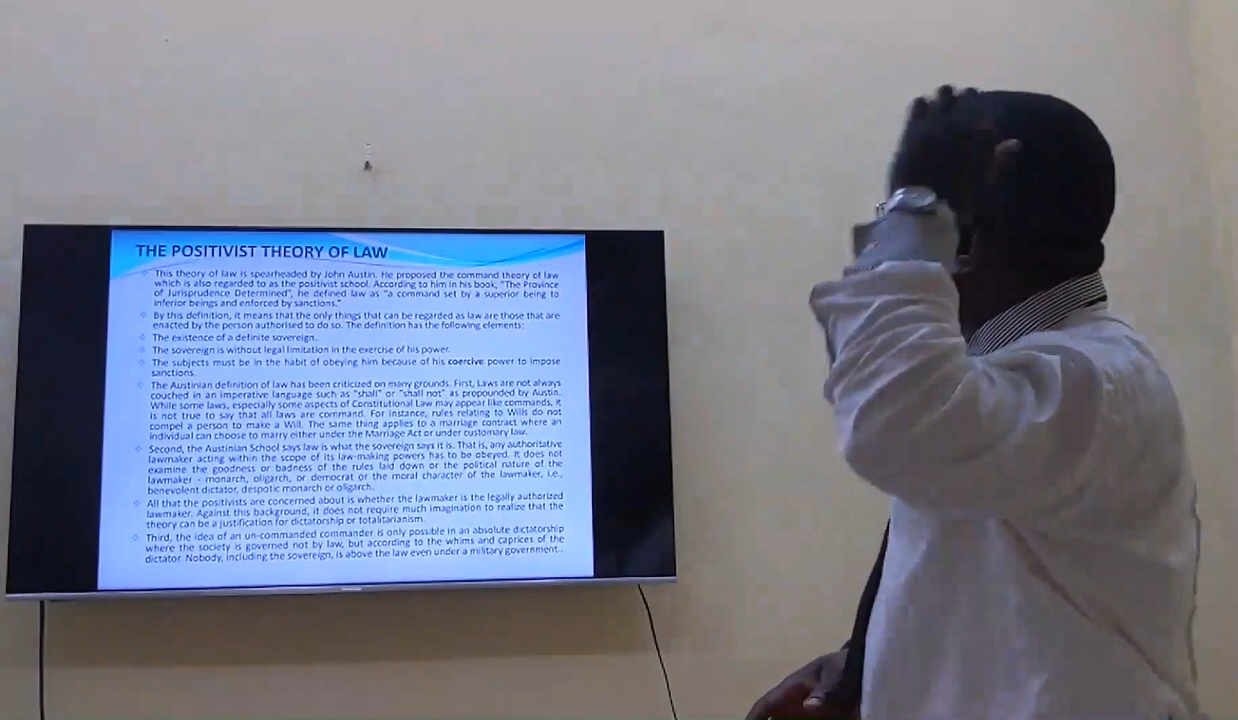 THE POSITIVIST THEORY OF LAW
This theory of law is spearheaded by John Austin. He proposed the command theory of law
which is also regarded to as the positivist school. According to him in his book, "The Province
of Jurisprudence Determined", he defined law as "a command set by a superior being to
inferior beings and enforced by sanctions."
By this definition, it means that the only things that can be regarded as law are those that are
enacted by the person authorised to do so. The definition has the following elements:
The existence of a definite sovereign.
The sovereign is without legal limitation in the exercise of his power.
The subjects must be in the habit of obeying him because of his coercive power to impose
sanctions.
The Austinian definition of law has been criticized on many grounds. First, Laws are not always
couched in an imperative language such as "shall" or "shall not" as propounded by Austin.
While some laws, especially some aspects of Constitutional Law may appear like commands, it
is not true to say that all laws are command. For instance, rules relating to Wills do not
compel a person to make a Will. The same thing applies to a marriage contract where an
individual can choose to marry either under the Marriage Act or under customary law.
Second, the Austinian School says law is what the sovereign says it is. That is, any authoritative
lawmaker acting within the scope of its law-making powers has to be obeyed. It does not
examine the goodness or badness of the rules laid down or the political nature of the
lawmaker - monarch, oligarch, or democrat or the moral character of the lawmaker, i.e.,
benevolent dictator, despotic monarch or oligarch.
All that the positivists are concerned about is whether the lawmaker is the legally authorized
lawmaker. Against this background, it does not require much imagination to realize that the
theory can be a justification for dictatorship or totalitarianism.
Third, the idea of an un-commanded commander is only possible in an absolute dictatorship
where the society is governed not by law, but according to the whims and caprices of the
dictator. Nobody, including the sovereign, is above the law even under a military government..